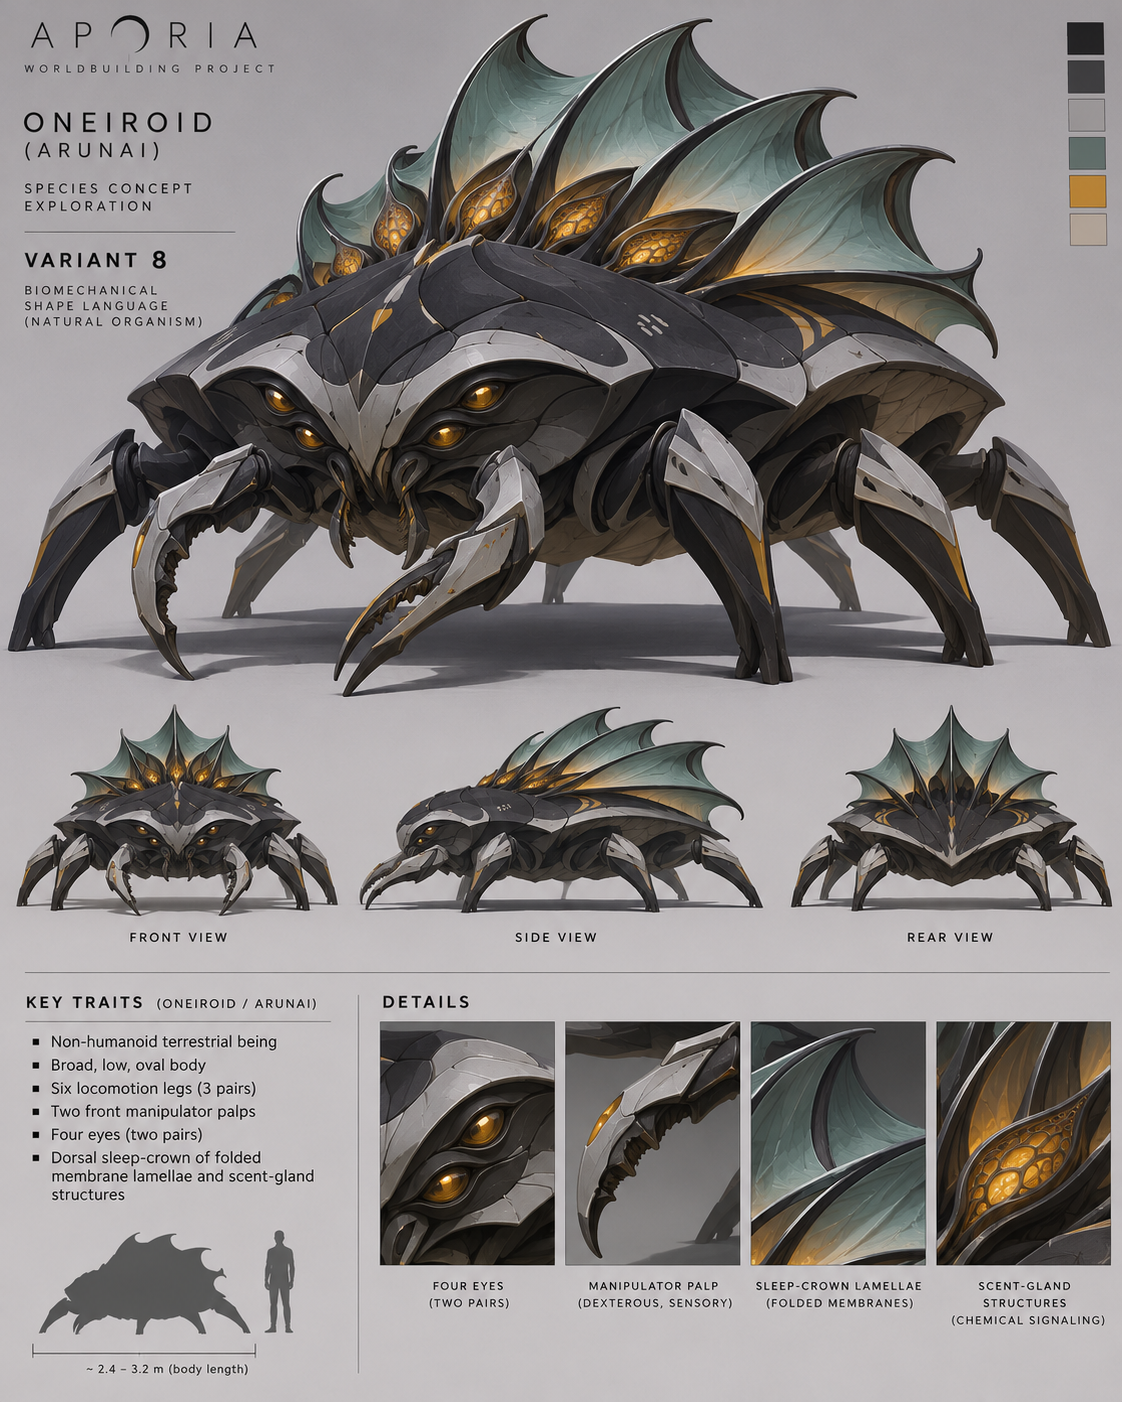 APORIA
WORLDBUILDING PROJECT
ONEIROID
(ARUNAI)
SPECIES CONCEPT
EXPLORATION
VARIANT 8
BIOMECHANICAL
SHAPE LANGUAGE
(NATURAL ORGANISM)
FRONT VIEW
SIDE VIEW
REAR VIEW
KEY TRAITS (ONEIROID / ARUNAI)
▪ Non-humanoid terrestrial being
▪ Broad, low, oval body
▪ Six locomotion legs (3 pairs)
▪ Two front manipulator palps
▪ Four eyes (two pairs)
▪ Dorsal sleep-crown of folded
membrane lamellae and scent-gland
structures
~ 2.4 – 3.2 m (body length)
DETAILS
FOUR EYES
(TWO PAIRS)
MANIPULATOR PALP
(DEXTEROUS, SENSORY)
SLEEP-CROWN LAMELLAE
(FOLDED MEMBRANES)
SCENT-GLAND
STRUCTURES
(CHEMICAL SIGNALING)